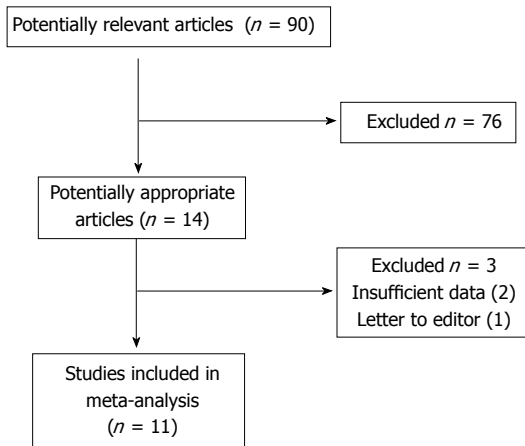 Potentially relevant articles (n = 90)
Excluded n = 76
Potentially appropriate
articles (n = 14)
Excluded n = 3
Insufficient data (2)
Letter to editor (1)
Studies included in
meta-analysis
(n = 11)